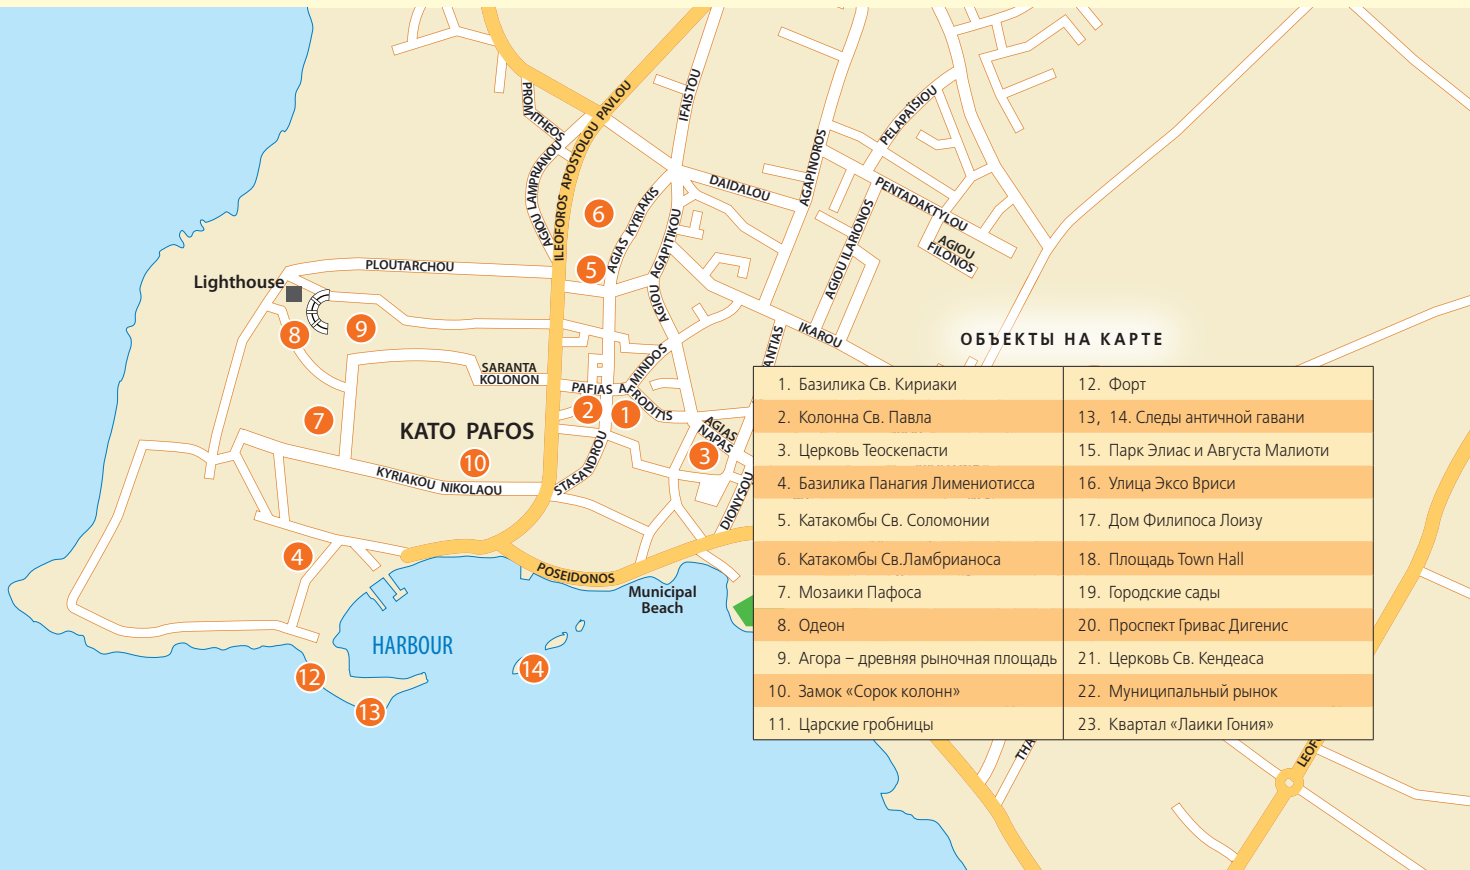 PROMITHEOS
ILEOFOROS APOSTOLOU PAVLOU
IFAISTOU
AGIOU LAMPRIANOU
PELAPAÏSIOU
AGAPINOROS
DAIDALOU
PENTADAKTYLOU
AGIOU
FILONOS
AGIOU ILARIONOS
6
AGIAS KYRIAKIS
AGIOU AGAPITIKOU
PLOUTARCHOU
5
Lighthouse
8
9
IKAROU
ANTIAS
MINDOS
SARANTA
KOLONON
PAFIAS AFRODITIS
2
1
7
KATO PAFOS
AGIAS
NAPAS
3
10
KYRIAKOU NIKOLAOU
STASANDROU
DIONYSOU
4
POSEIDONOS
Municipal
Beach
HARBOUR
12
13
14
ОБЪЕКТЫ НА КАРТЕ
1. Базилика Св. Кириаки
2. Колонна Св. Павла
3. Церковь Теоскепасти
4. Базилика Панагия Лимениотисса
5. Катакомбы Св. Соломонии
6. Катакомбы Св.Ламбрианоса
7. Мозаики Пафоса
8. Одеон
9. Агора – древняя рыночная площадь
10. Замок «Сорок колонн»
11. Царские гробницы
12. Форт
13, 14. Следы античной гавани
15. Парк Элиас и Августа Малиоти
16. Улица Эксо Вриси
17. Дом Филипоса Лоизу
18. Площадь Town Hall
19. Городские сады
20. Проспект Гривас Дигенис
21. Церковь Св. Кендеаса
22. Муниципальный рынок
23. Квартал «Лаики Гония»
THA
LEOF